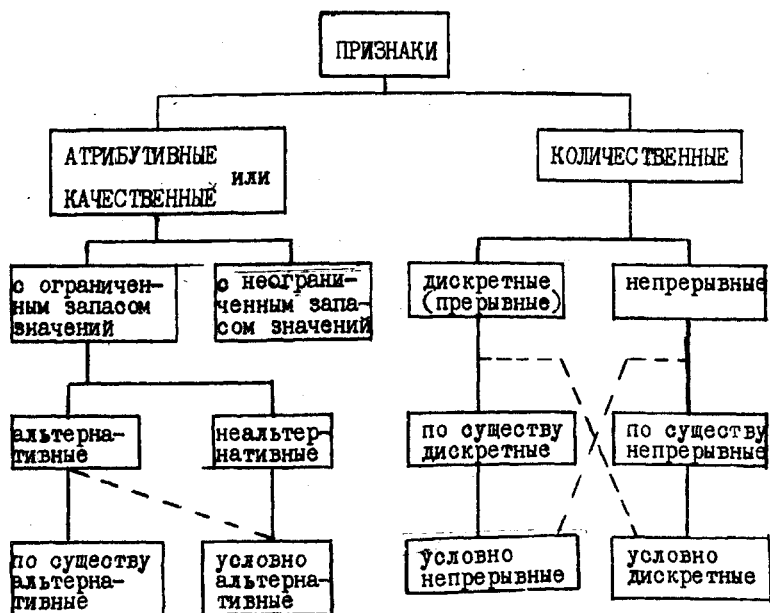 ПРИЗНАКИ
АТРИБУТИВНЫЕ
или
КАЧЕСТВЕННЫЕ
КОЛИЧЕСТВЕННЫЕ
с ограничен-
ным запасом
значений
с неограни-
ченным запа-
сом значений
дискретные
(прерывные)
непрерывные
альтерна-
тивные
неальтер-
нативные
по существу
дискретные
по существу
непрерывные
по существу
альтерна-
тивные
условно
альтерна-
тивные
условно
непрерывные
условно
дискретные